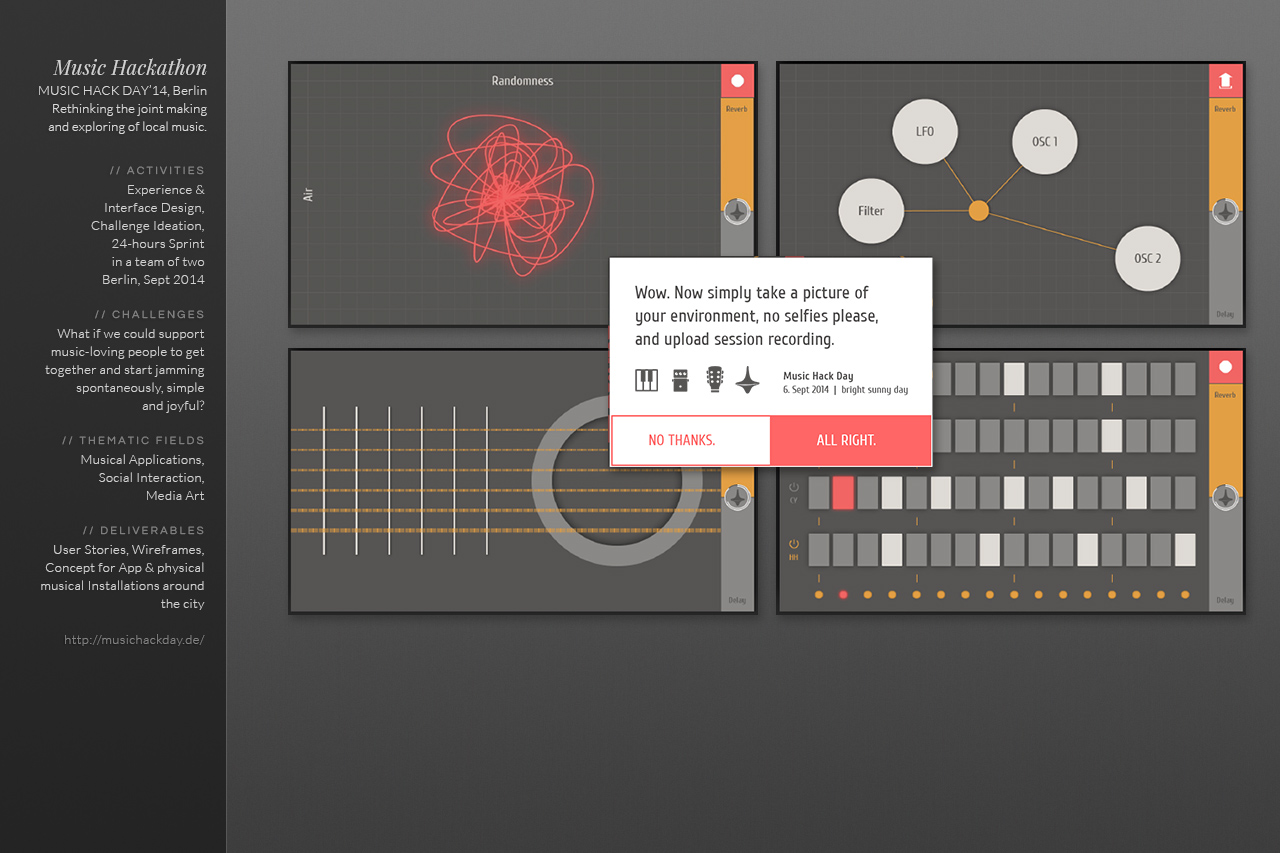 Music Hackathon
MUSIC HACK DAY'14, Berlin
Rethinking the joint making
and exploring of local music.
// ACTIVITIES
Experience &
Interface Design,
Challenge Ideation,
24-hours Sprint
in a team of two
Berlin, Sept 2014
// CHALLENGES
What if we could support
music-loving people to get
together and start jamming
spontaneously, simple
and joyful?
// THEMATIC FIELDS
Musical Applications,
Social Interaction,
Media Art
// DELIVERABLES
User Stories, Wireframes,
Concept for App & physical
musical Installations around
the city
http://musichackday.de/
Randomness
Air
Reverb
LFO
OSC 1
Filter
OSC 2
Reverb
Delay
Wow. Now simply take a picture of
your environment, no selfies please,
and upload session recording.
Music Hack Day
6. Sept 2014 | bright sunny day
NO THANKS.
ALL RIGHT.
Delay
Reverb
CY
HH
Delay